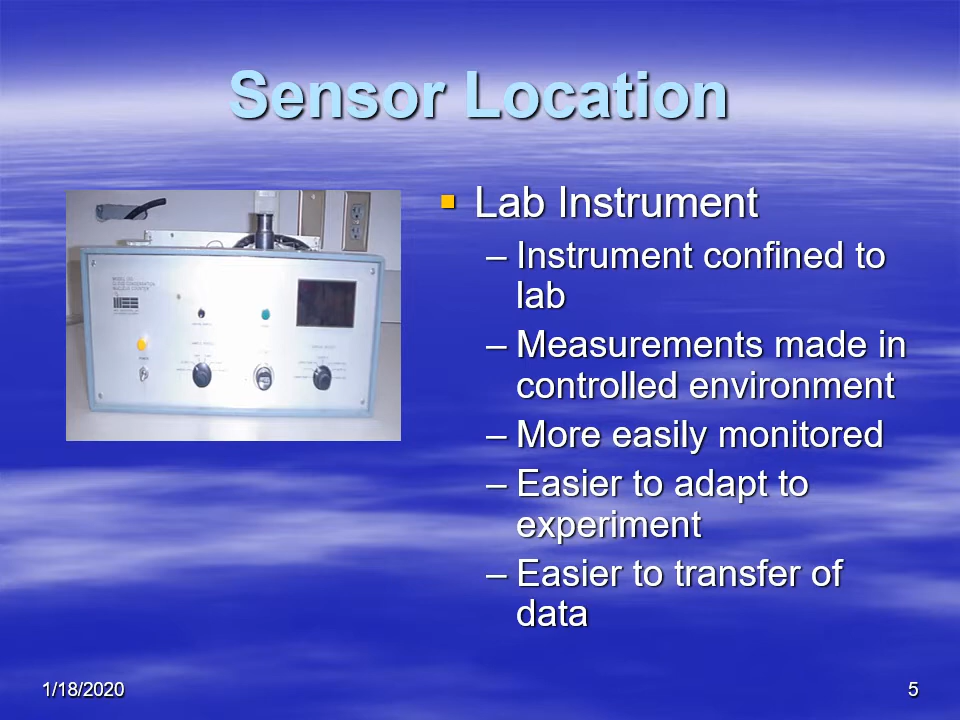 Sensor Location
▪ Lab Instrument
– Instrument confined to
lab
– Measurements made in
controlled environment
– More easily monitored
– Easier to adapt to
experiment
– Easier to transfer of
data
1/18/2020
5